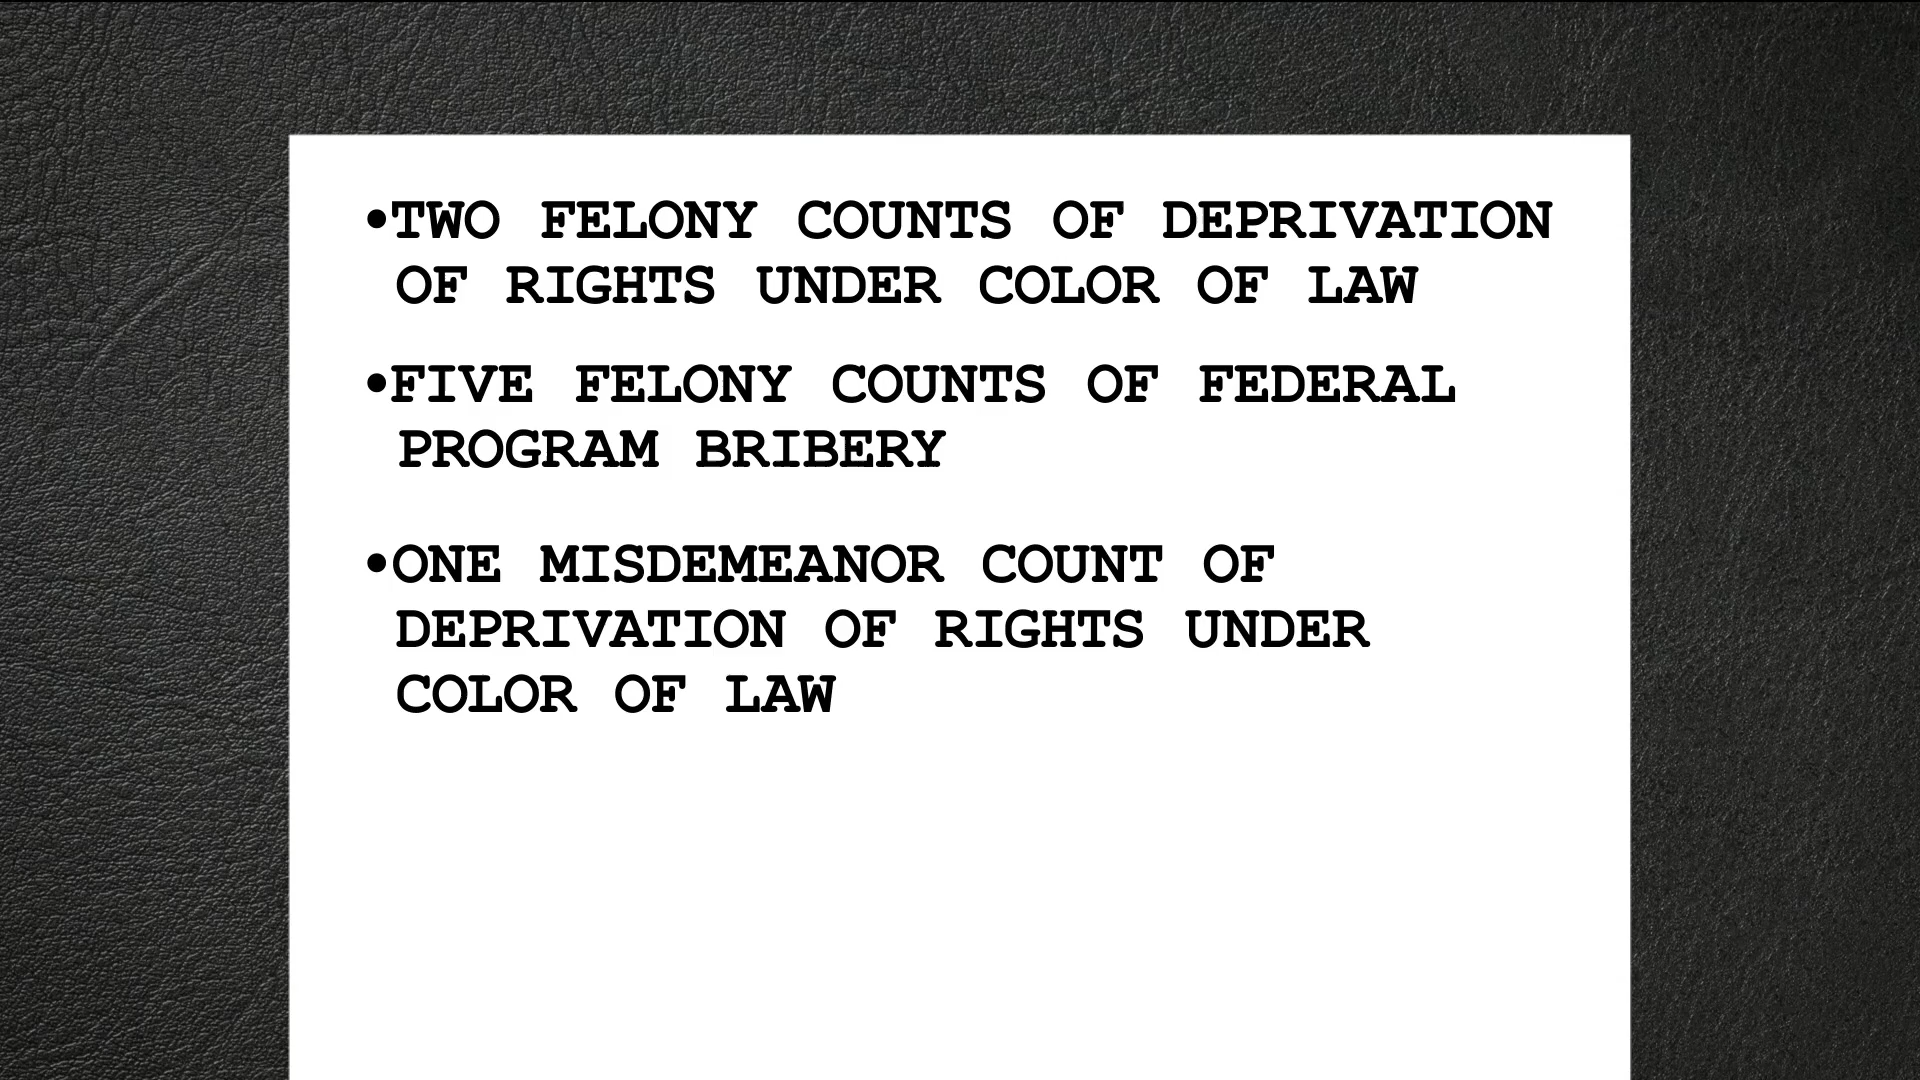 •TWO FELONY COUNTS OF DEPRIVATION
OF RIGHTS UNDER COLOR OF LAW
•FIVE FELONY COUNTS OF FEDERAL
PROGRAM BRIBERY
•ONE MISDEMEANOR COUNT OF
DEPRIVATION OF RIGHTS UNDER
COLOR OF LAW